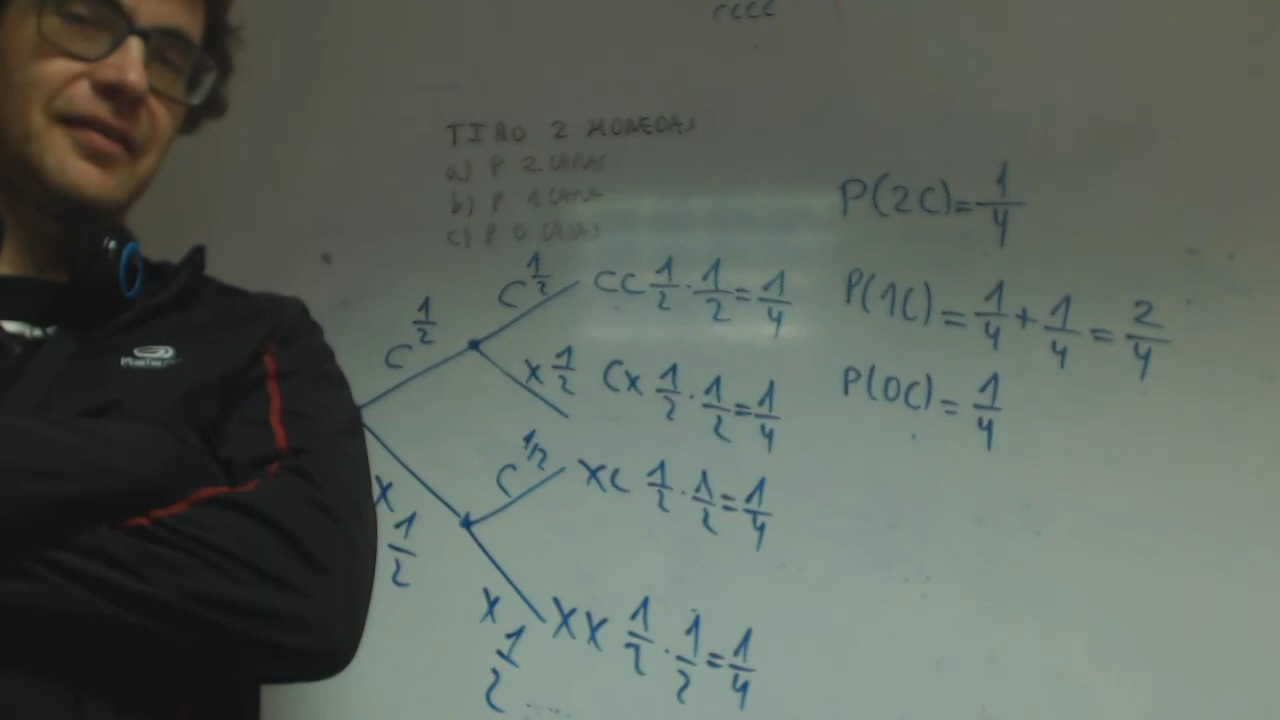 CCCC
TIRO 2 MONEDAS
a) P 2 CARAS
b) P 1 CARA
c) P 0 CARAS
P(2C)=1/4
P(1C)=1/4+1/4=2/4
P(0C)=1/4
C 1/2
C 1/2
CC 1/2·1/2=1/4
X 1/2
CX 1/2·1/2=1/4
X 1/2
C 1/2
XC 1/2·1/2=1/4
X 1/2
XX 1/2·1/2=1/4